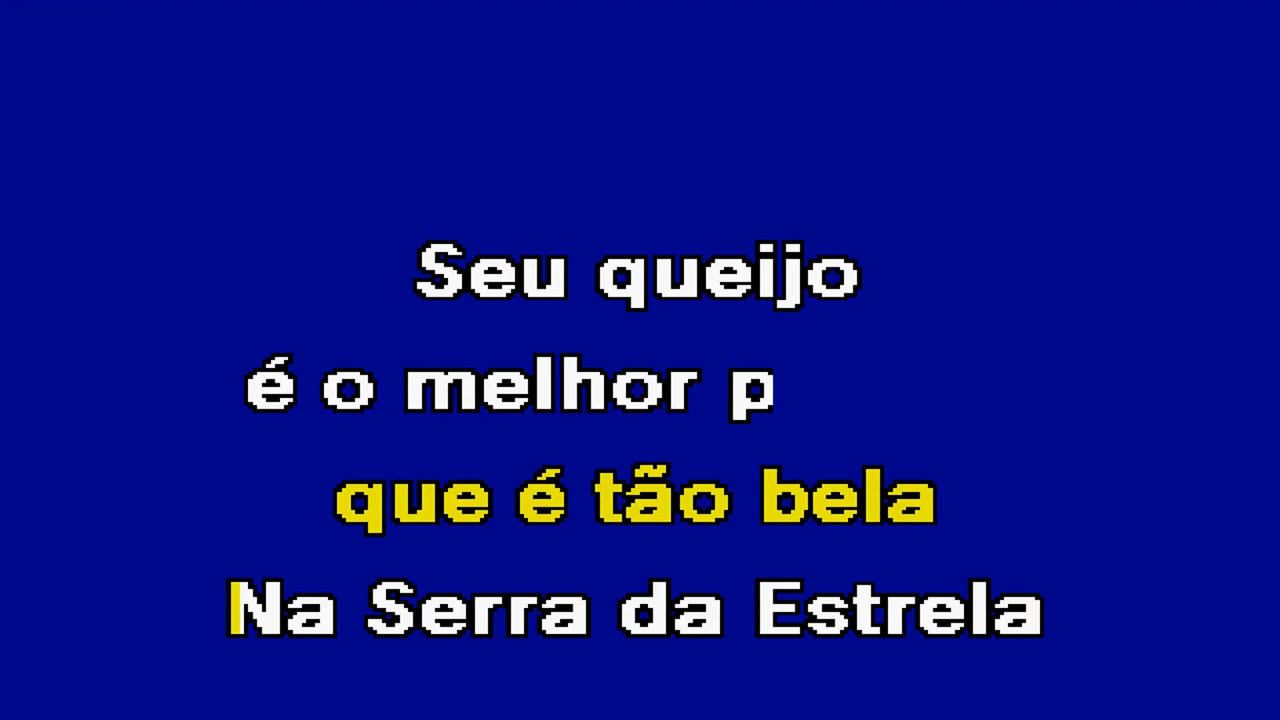 Seu queijo
é o melhor p
que é tão bela
Na Serra da Estrela